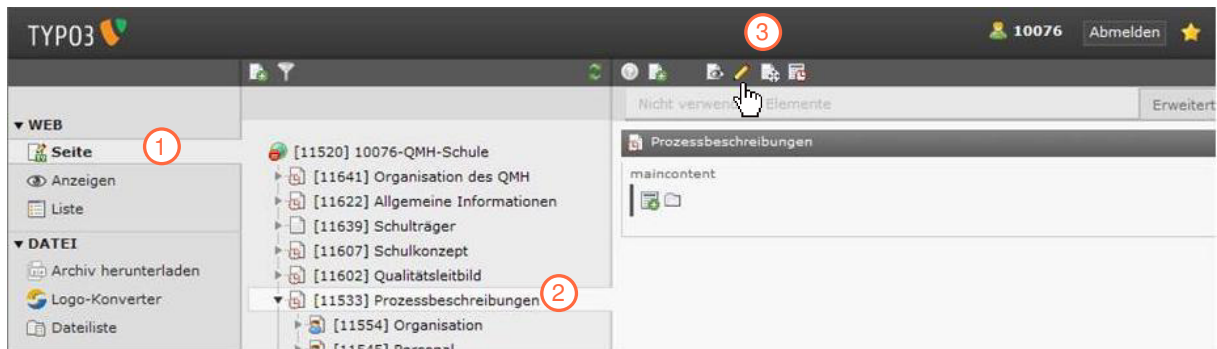 TYPO3
3
10076
Abmelden
Nicht verwen Elemente
Erweitert
WEB
Seite
1
Anzeigen
Liste
DATEI
Archiv herunterladen
Logo-Konverter
Dateiliste
[11520] 10076-QMH-Schule
[11641] Organisation des QMH
[11622] Allgemeine Informationen
[11639] Schulträger
[11607] Schulkonzept
[11602] Qualitätsleitbild
[11533] Prozessbeschreibungen
2
[11554] Organisation
[11545] Personal
Prozessbeschreibungen
maincontent